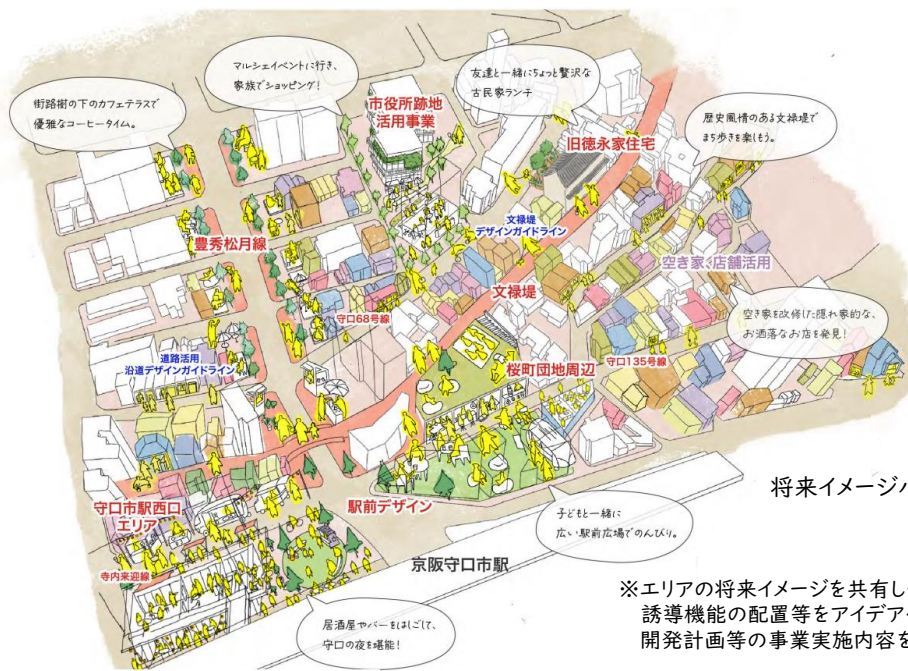 街路樹の下のカフェテラスで
優雅なコーヒータイム。
マルシェイベントに行き、
家族でショッピング!
市役所跡地
活用事業
友達と一緒にちょっと贅沢な
古民家ランチ
旧徳永家住宅
歴史風情のある文禄堤で
まち歩きを楽しもう。
豊秀松月線
文禄堤
デザインガイドライン
空き家、店舗活用
文禄堤
守口68号線
空き家を改修した隠れ家的な、
お洒落なお店を発見!
道路活用
沿道デザインガイドライン
桜町団地周辺
守口135号線
将来イメージパ
守口市駅西口
エリア
駅前デザイン
子どもと一緒に
広い駅前広場でのんびり。
京阪守口市駅
寺内来迎線
居酒屋やバーをはしごして、
守口の夜を堪能!
※エリアの将来イメージを共有し
誘導機能の配置等をアイデア
開発計画等の事業実施内容を